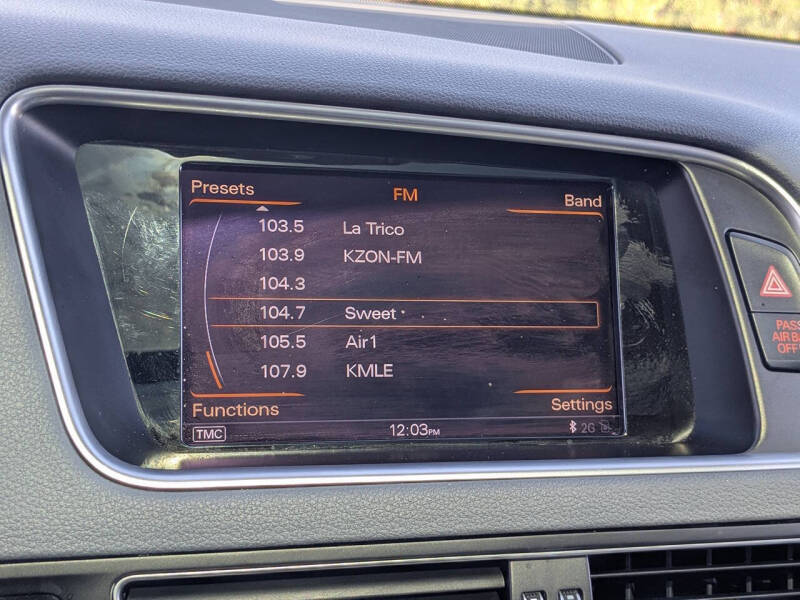 Presets FM Band
103.5 La Trico
103.9 KZON-FM
104.3
104.7 Sweet
105.5 Air1
107.9 KMLE
Functions Settings
TMC 12:03PM 2G
PASS
AIR BA
OFF